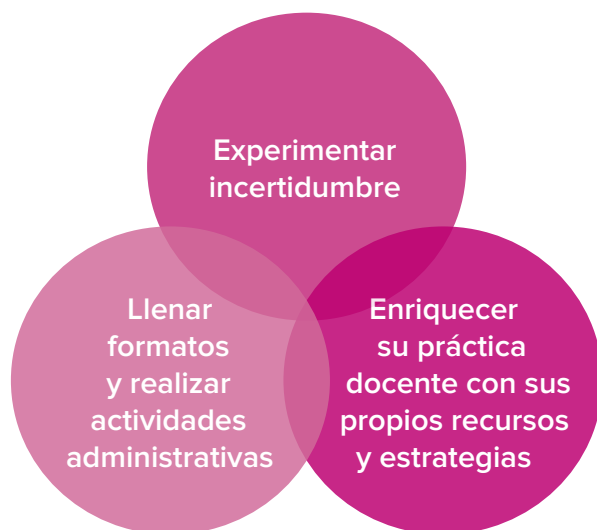 Experimentar
incertidumbre
Llenar
formatos
y realizar
actividades
administrativas
Enriquecer
su práctica
docente con sus
propios recursos
y estrategias